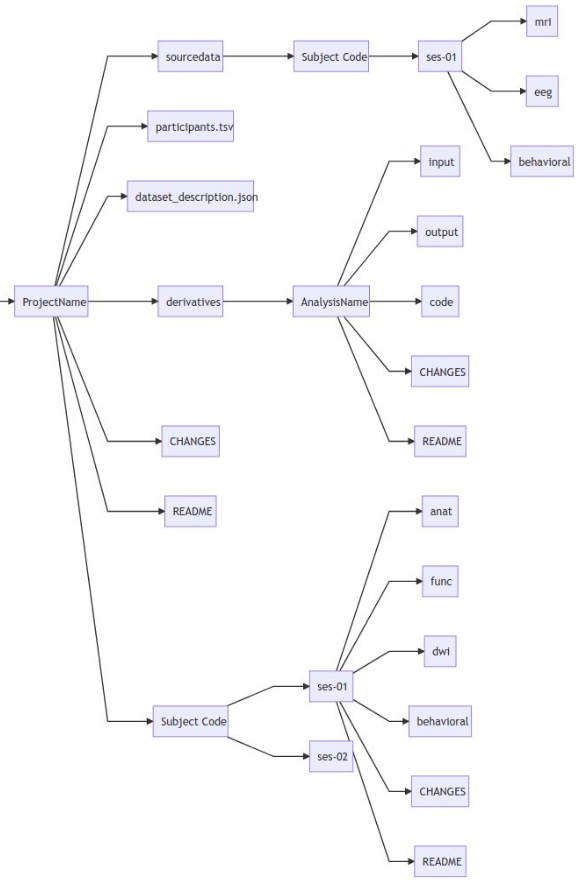 mri
sourcedata
Subject Code
ses-01
eeg
participants.tsv
behavioral
input
dataset_description.json
output
ProjectName
derivatives
AnalysisName
code
CHANGES
CHANGES
README
README
anat
func
dwi
ses-01
Subject Code
behavioral
ses-02
CHANGES
README